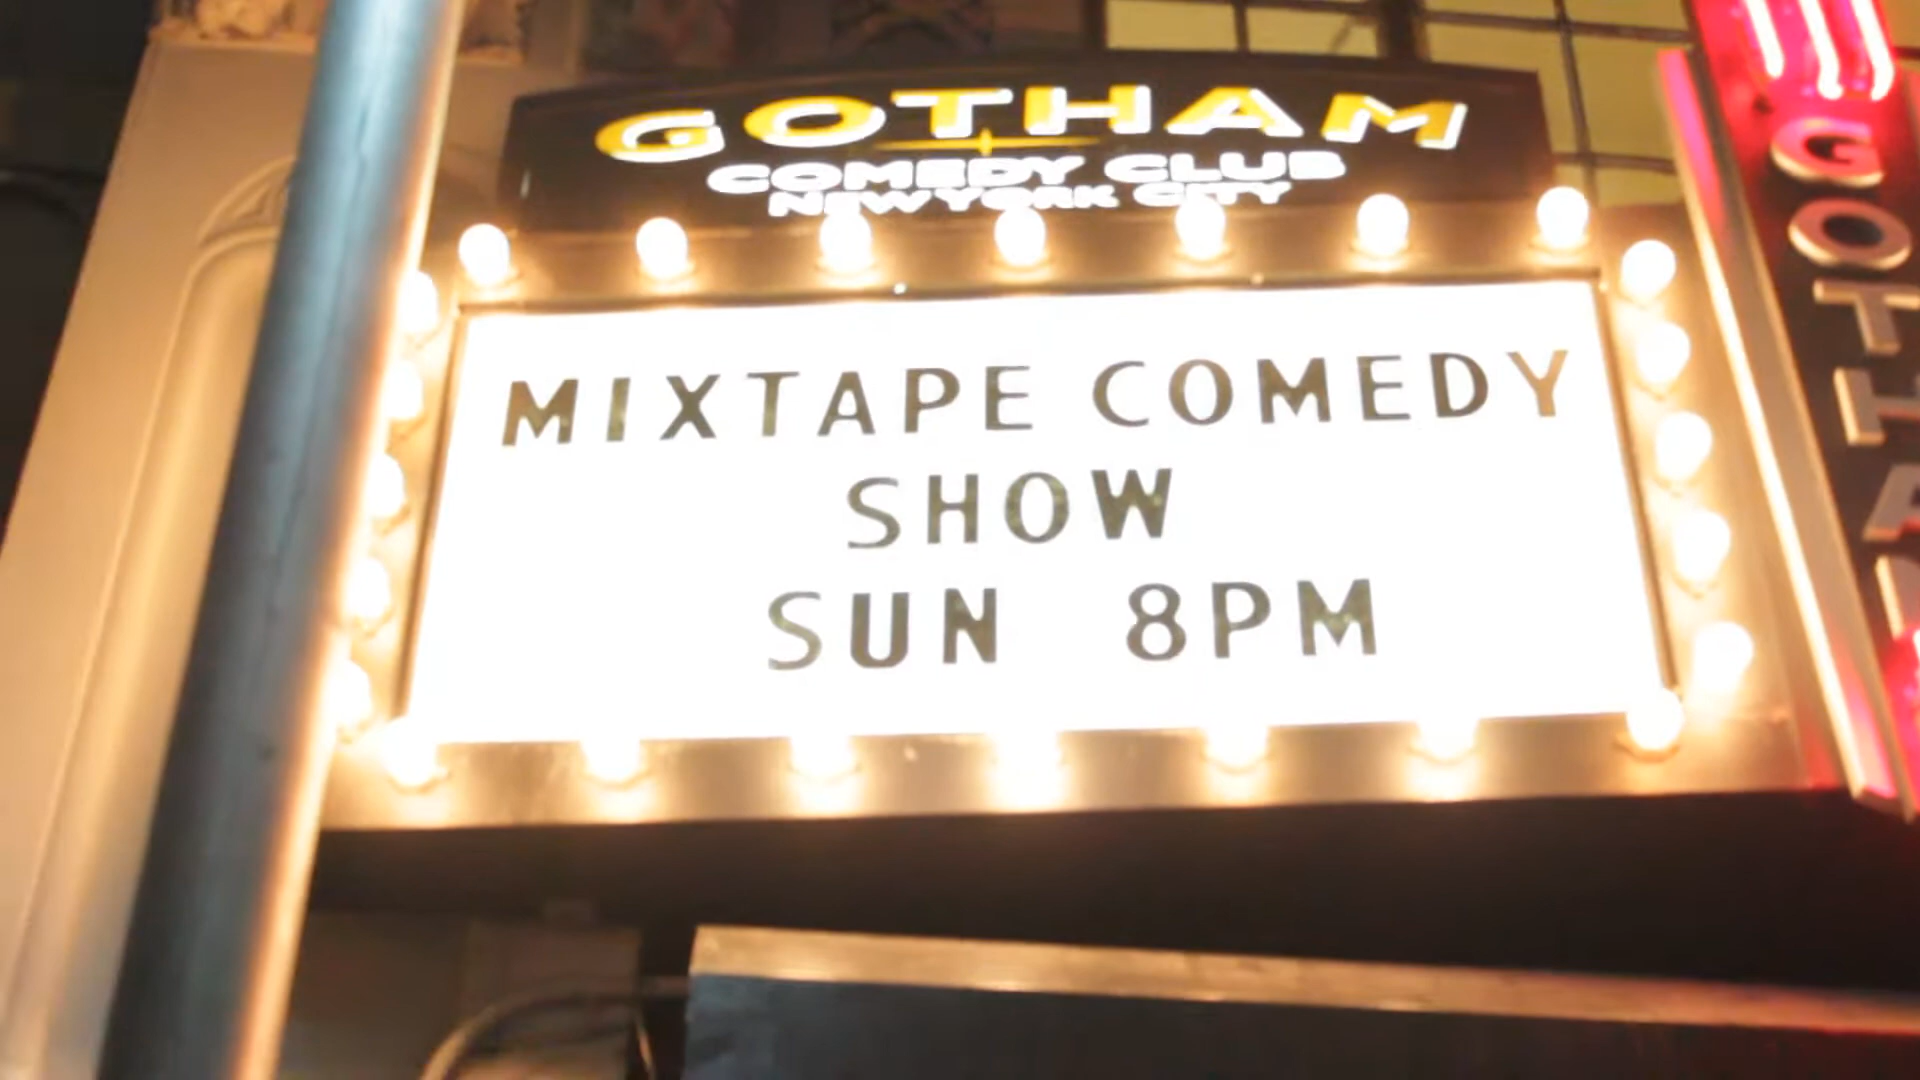 GOTHAM
COMEDY CLUB
NEW YORK CITY
MIXTAPE COMEDY
SHOW
SUN 8PM
GOTHAM